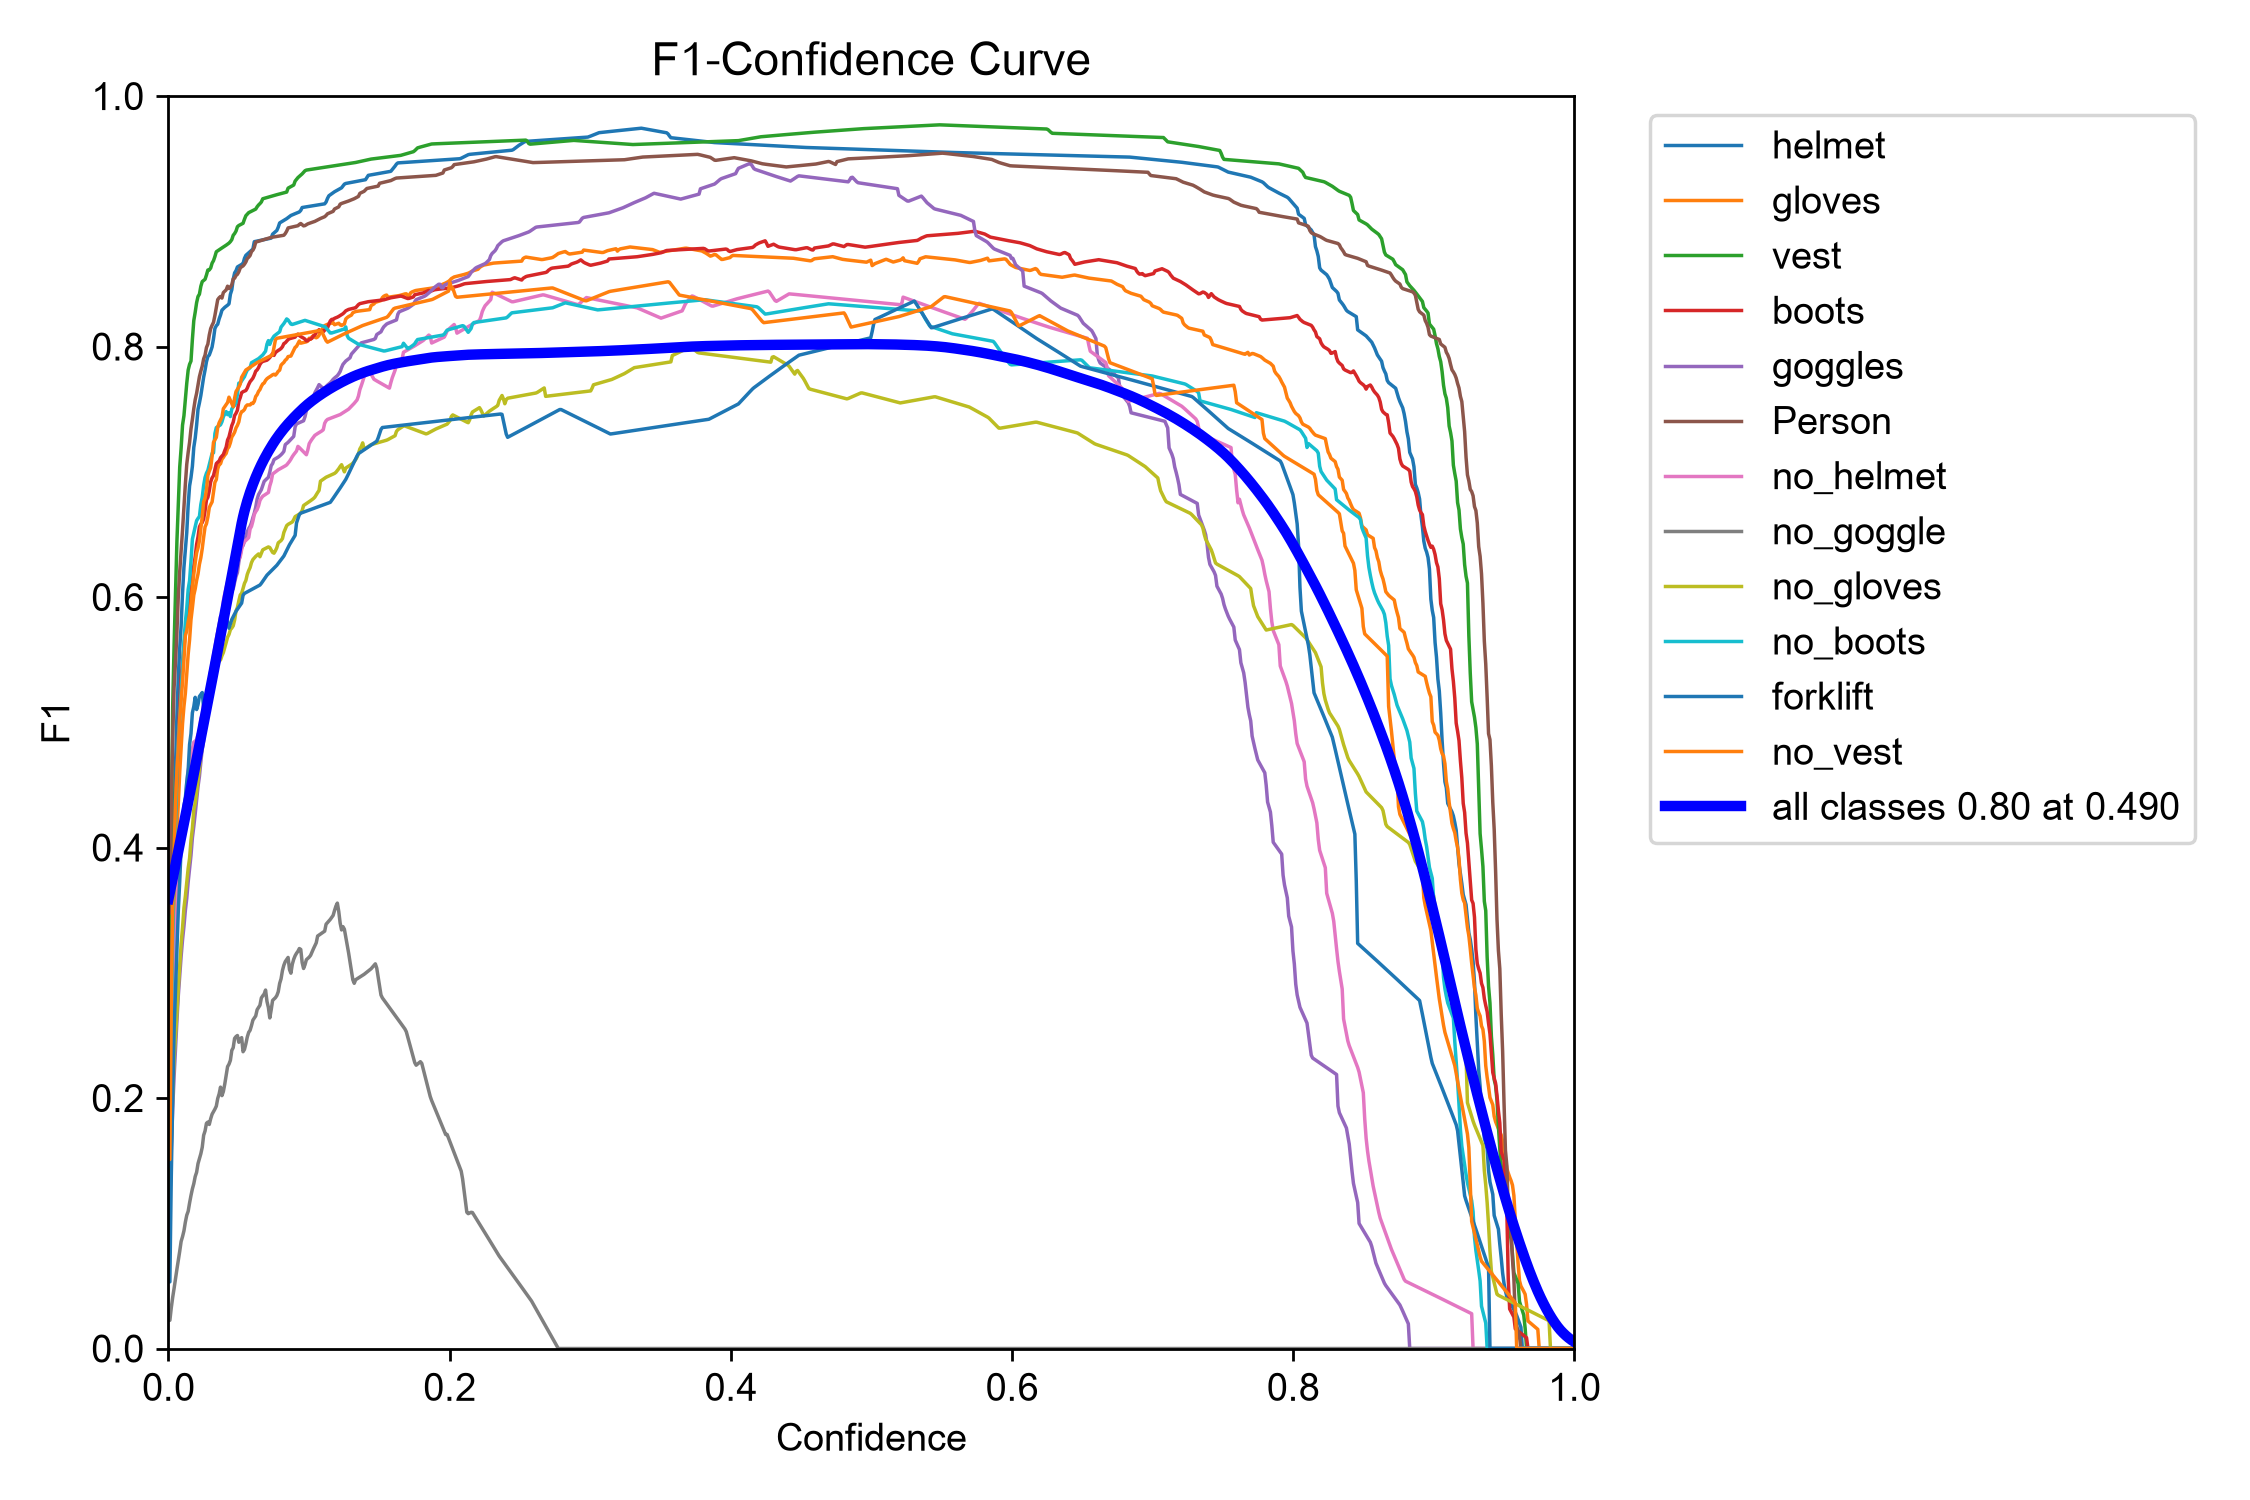 F1-Confidence Curve
1.0
0.8
0.6
0.4
0.2
0.0
F1
0.0 0.2 0.4 0.6 0.8 1.0
Confidence
helmet
gloves
vest
boots
goggles
Person
no_helmet
no_goggle
no_gloves
no_boots
forklift
no_vest
all classes 0.80 at 0.490